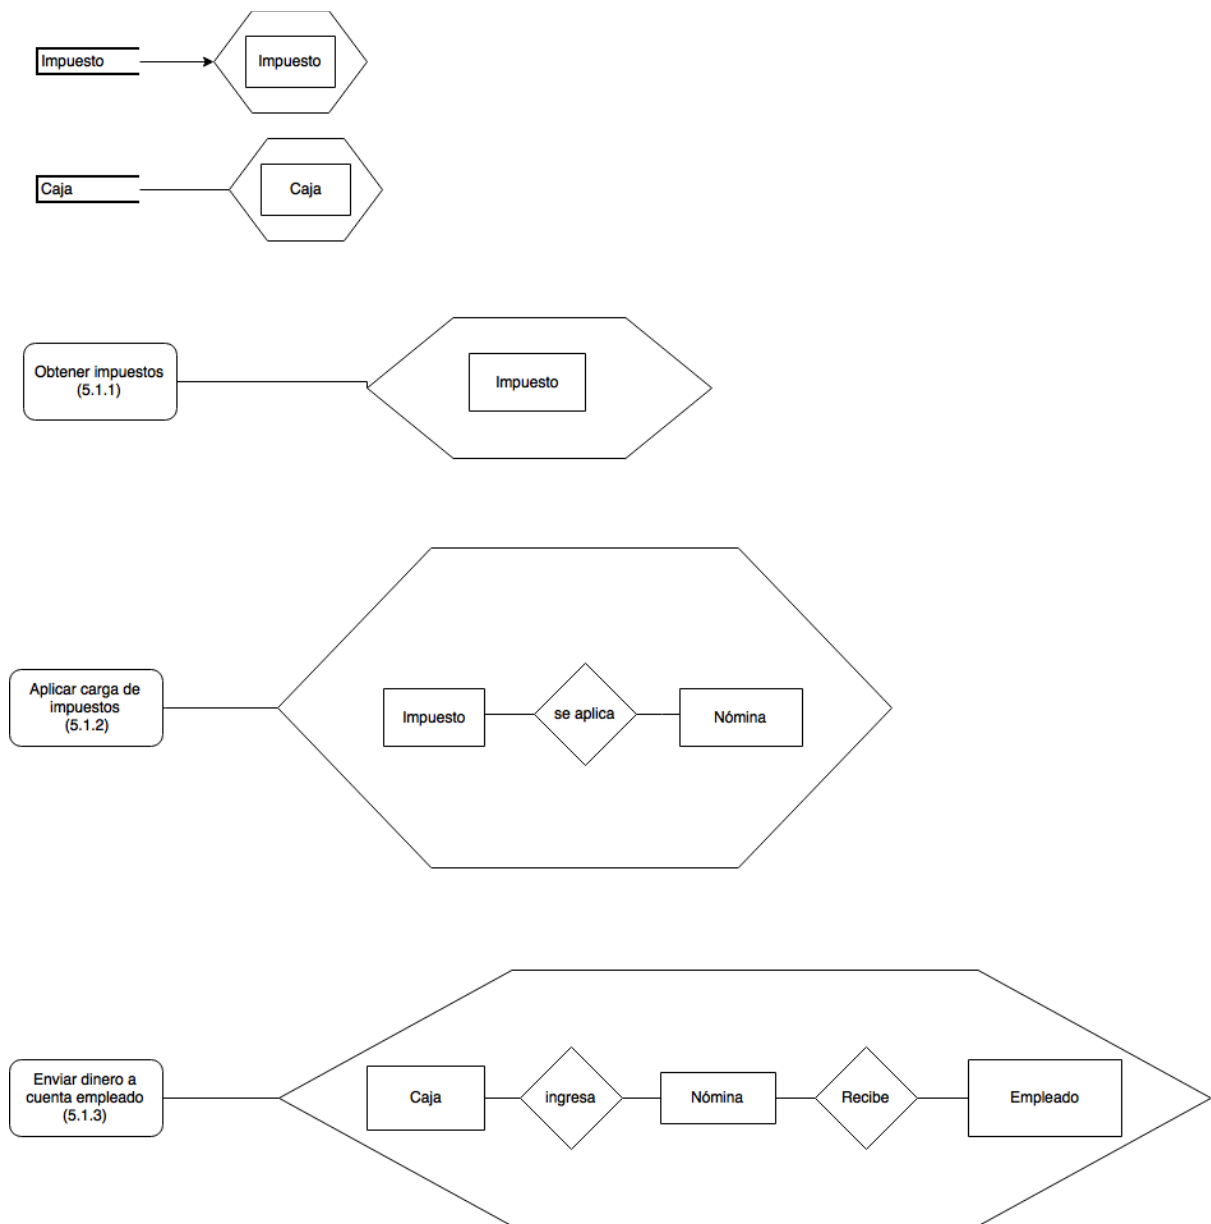 Impuesto
Impuesto
Caja
Caja
Obtener impuestos
(5.1.1)
Impuesto
Aplicar carga de
impuestos
(5.1.2)
Impuesto
se aplica
Nómina
Enviar dinero a
cuenta empleado
(5.1.3)
Caja
ingresa
Nómina
Recibe
Empleado